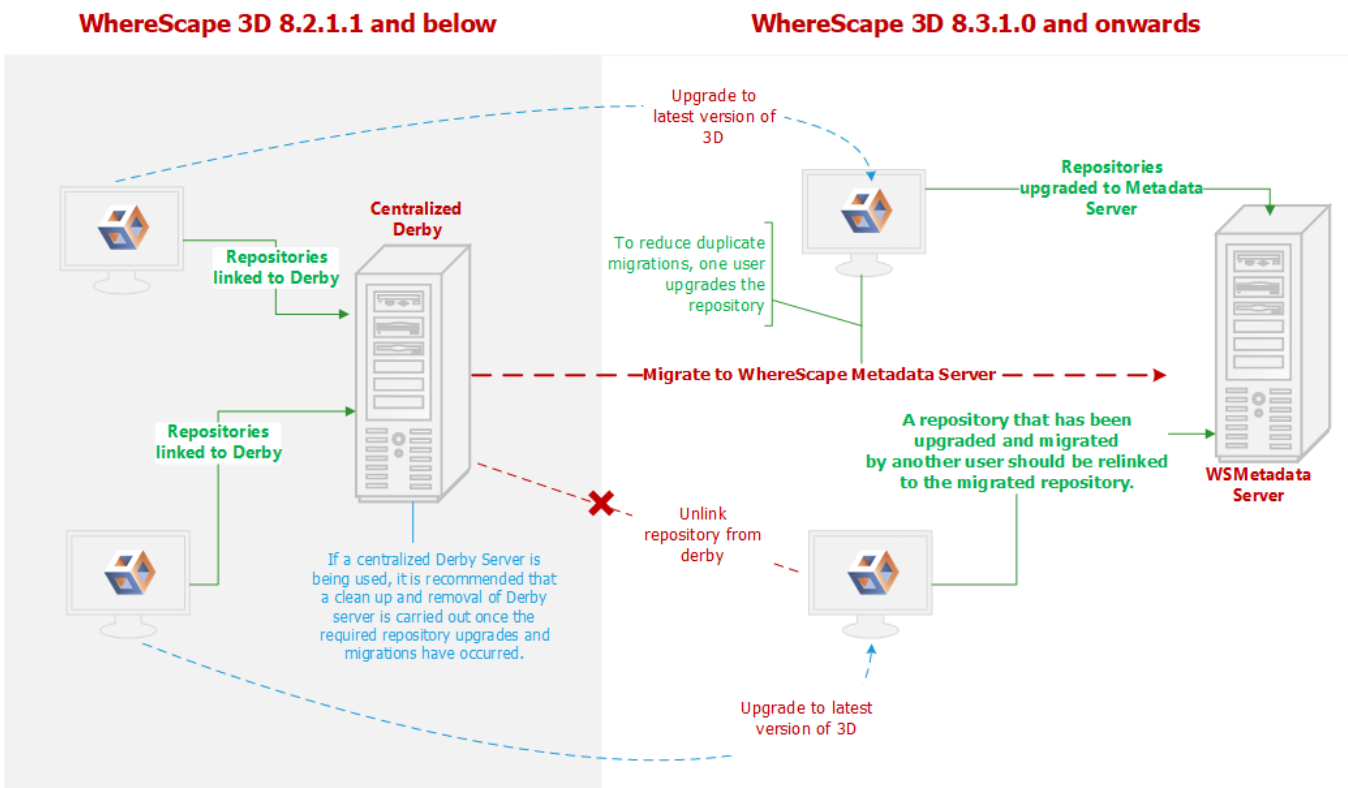 WhereScape 3D 8.2.1.1 and below
WhereScape 3D 8.3.1.0 and onwards
Upgrade to
latest version of
3D
Repositories
upgraded to Metadata
Server
Centralized
Derby
Repositories
linked to Derby
To reduce duplicate
migrations, one user
upgrades the
repository
Migrate to WhereScape Metadata Server
Repositories
linked to Derby
A repository that has been
upgraded and migrated
by another user should be relinked
to the migrated repository.
WSMetadata
Server
Unlink
repository from
derby
If a centralized Derby Server is
being used, it is recommended that
a clean up and removal of Derby
server is carried out once the
required repository upgrades and
migrations have occurred.
Upgrade to latest
version of 3D